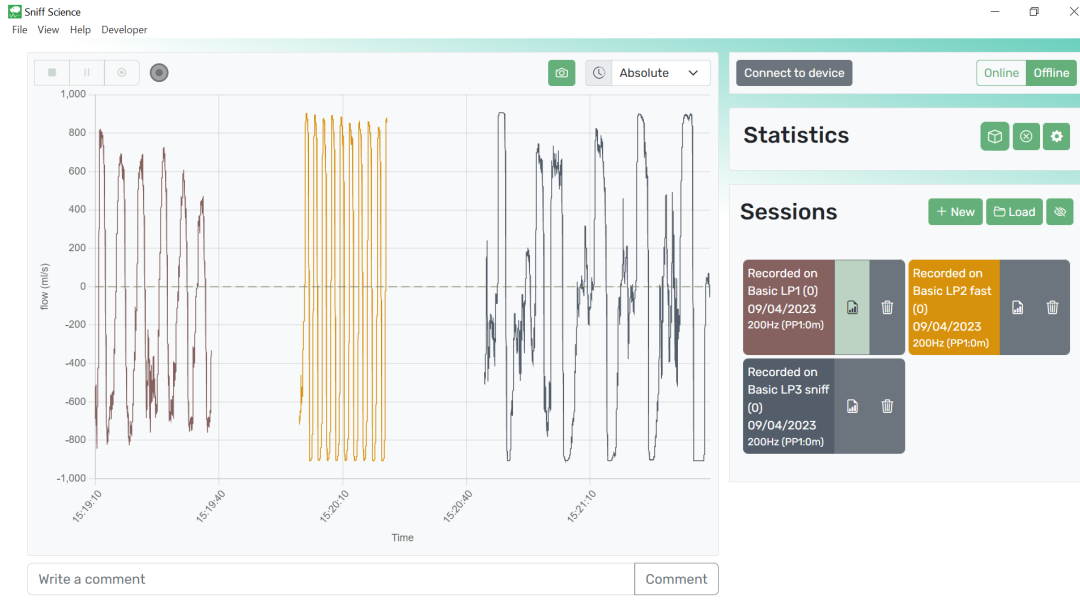 Sniff Science
File View Help Developer
Absolute
1,000
800
600
400
200
0
-200
-400
-600
-800
-1,000
flow (ml/s)
15:19:10
15:19:40
15:20:10
15:20:40
15:21:10
Time
Write a comment
Comment
Connect to device
Online
Offline
Statistics
Sessions
+ New
Load
Recorded on
Basic LP1 (0)
09/04/2023
200Hz (PP1:0m)
Recorded on
Basic LP2 fast
(0)
09/04/2023
200Hz (PP1:0m)
Recorded on
Basic LP3 sniff
(0)
09/04/2023
200Hz (PP1:0m)